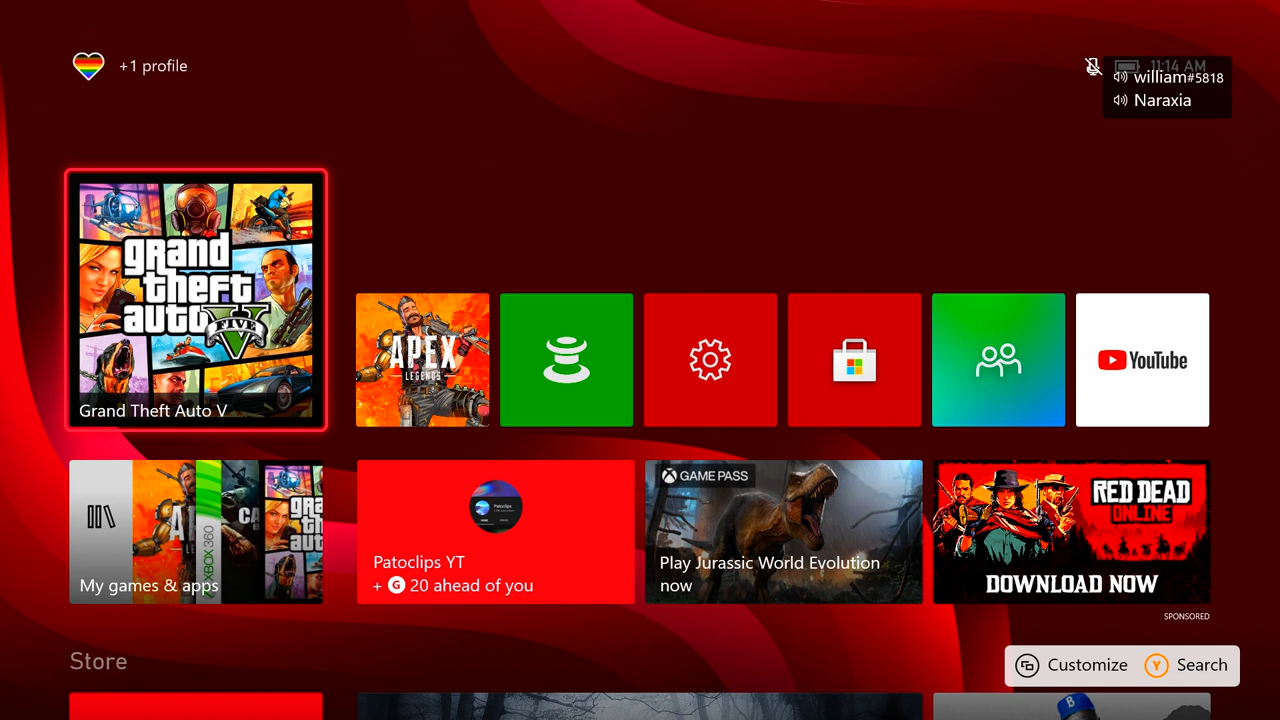 +1 profile
11:14 AM
william#5818
Naraxia
grand
theft
auto
FIVE
Grand Theft Auto V
APEX
LEGENDS
YouTube
XBOX 360
My games & apps
Patoclips YT
+ G 20 ahead of you
GAME PASS
Play Jurassic World Evolution
now
RED DEAD
ONLINE
DOWNLOAD NOW
SPONSORED
Store
Customize
Y
Search
B